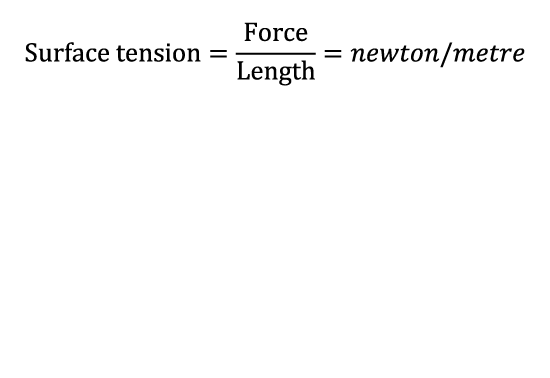 Surface tension = Force / Length = newton/metre